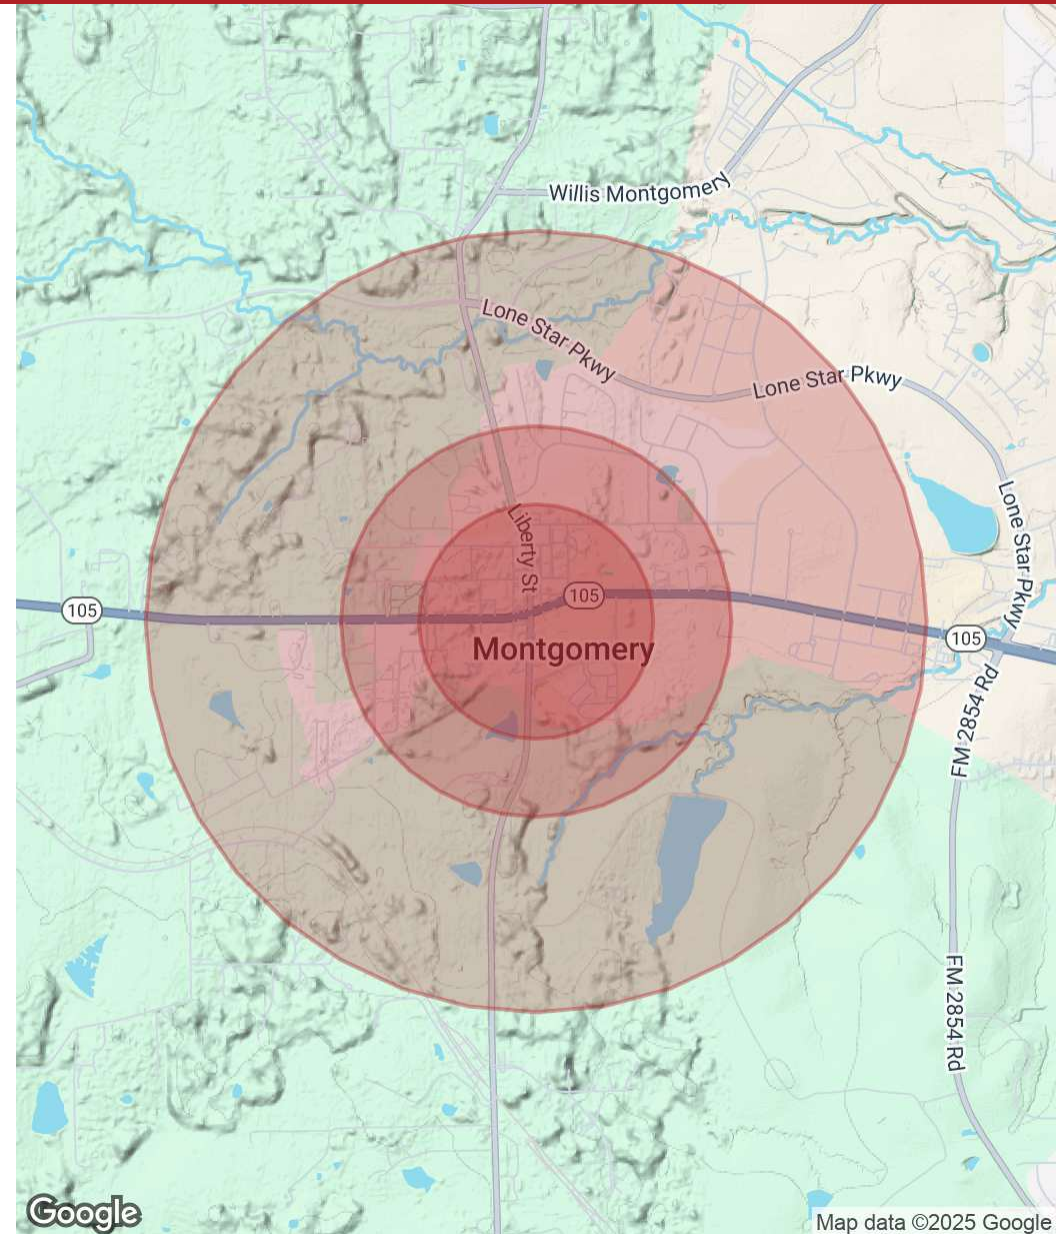 Willis Montgomery
Lone Star Pkwy
Lone Star Pkwy
Lone Star Pkwy
Liberty St
105
105
105
Montgomery
FM 2854 Rd
FM 2854 Rd
Google
Map data ©2025 Google